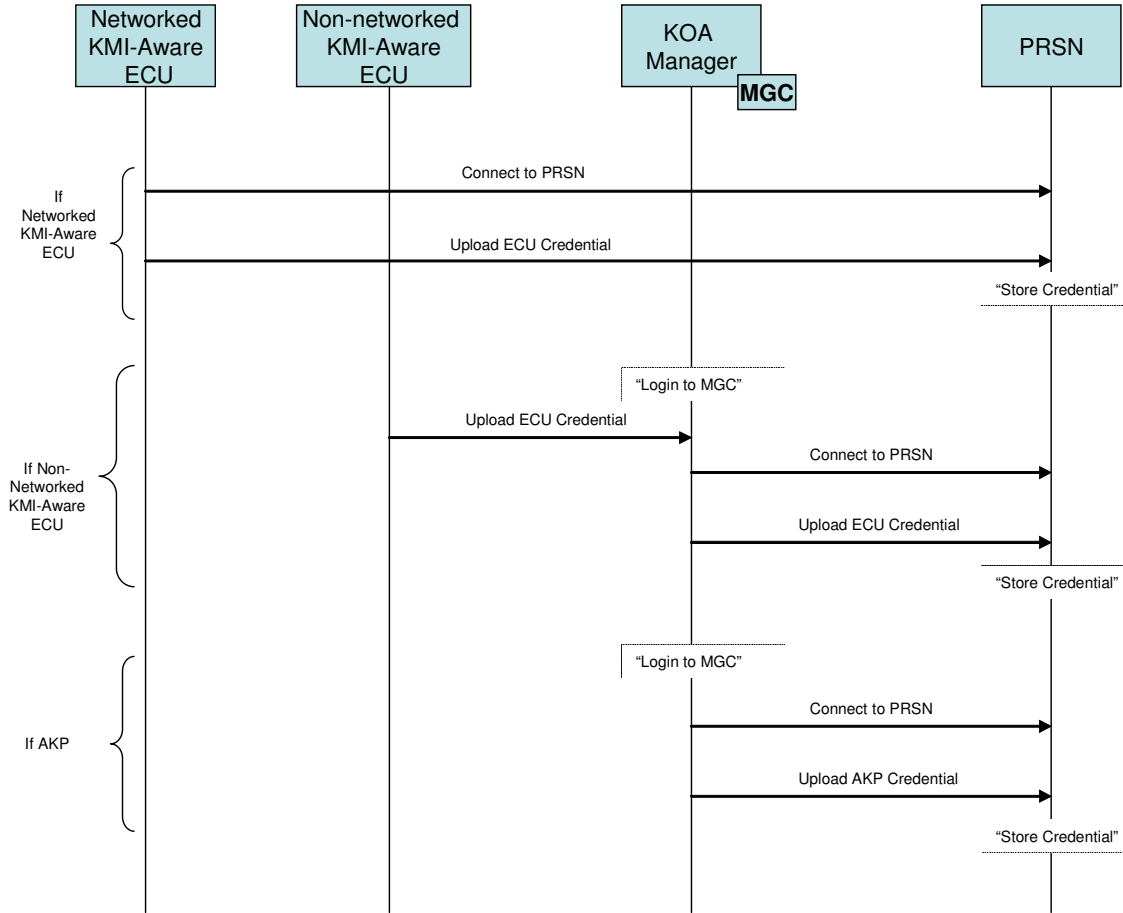 Networked
KMI-Aware
ECU
Non-networked
KMI-Aware
ECU
KOA
Manager
MGC
PRSN
If
Networked
KMI-Aware
ECU
Connect to PRSN
Upload ECU Credential
“Store Credential”
If Non-
Networked
KMI-Aware
ECU
“Login to MGC”
Upload ECU Credential
Connect to PRSN
Upload ECU Credential
“Store Credential”
If AKP
“Login to MGC”
Connect to PRSN
Upload AKP Credential
“Store Credential”